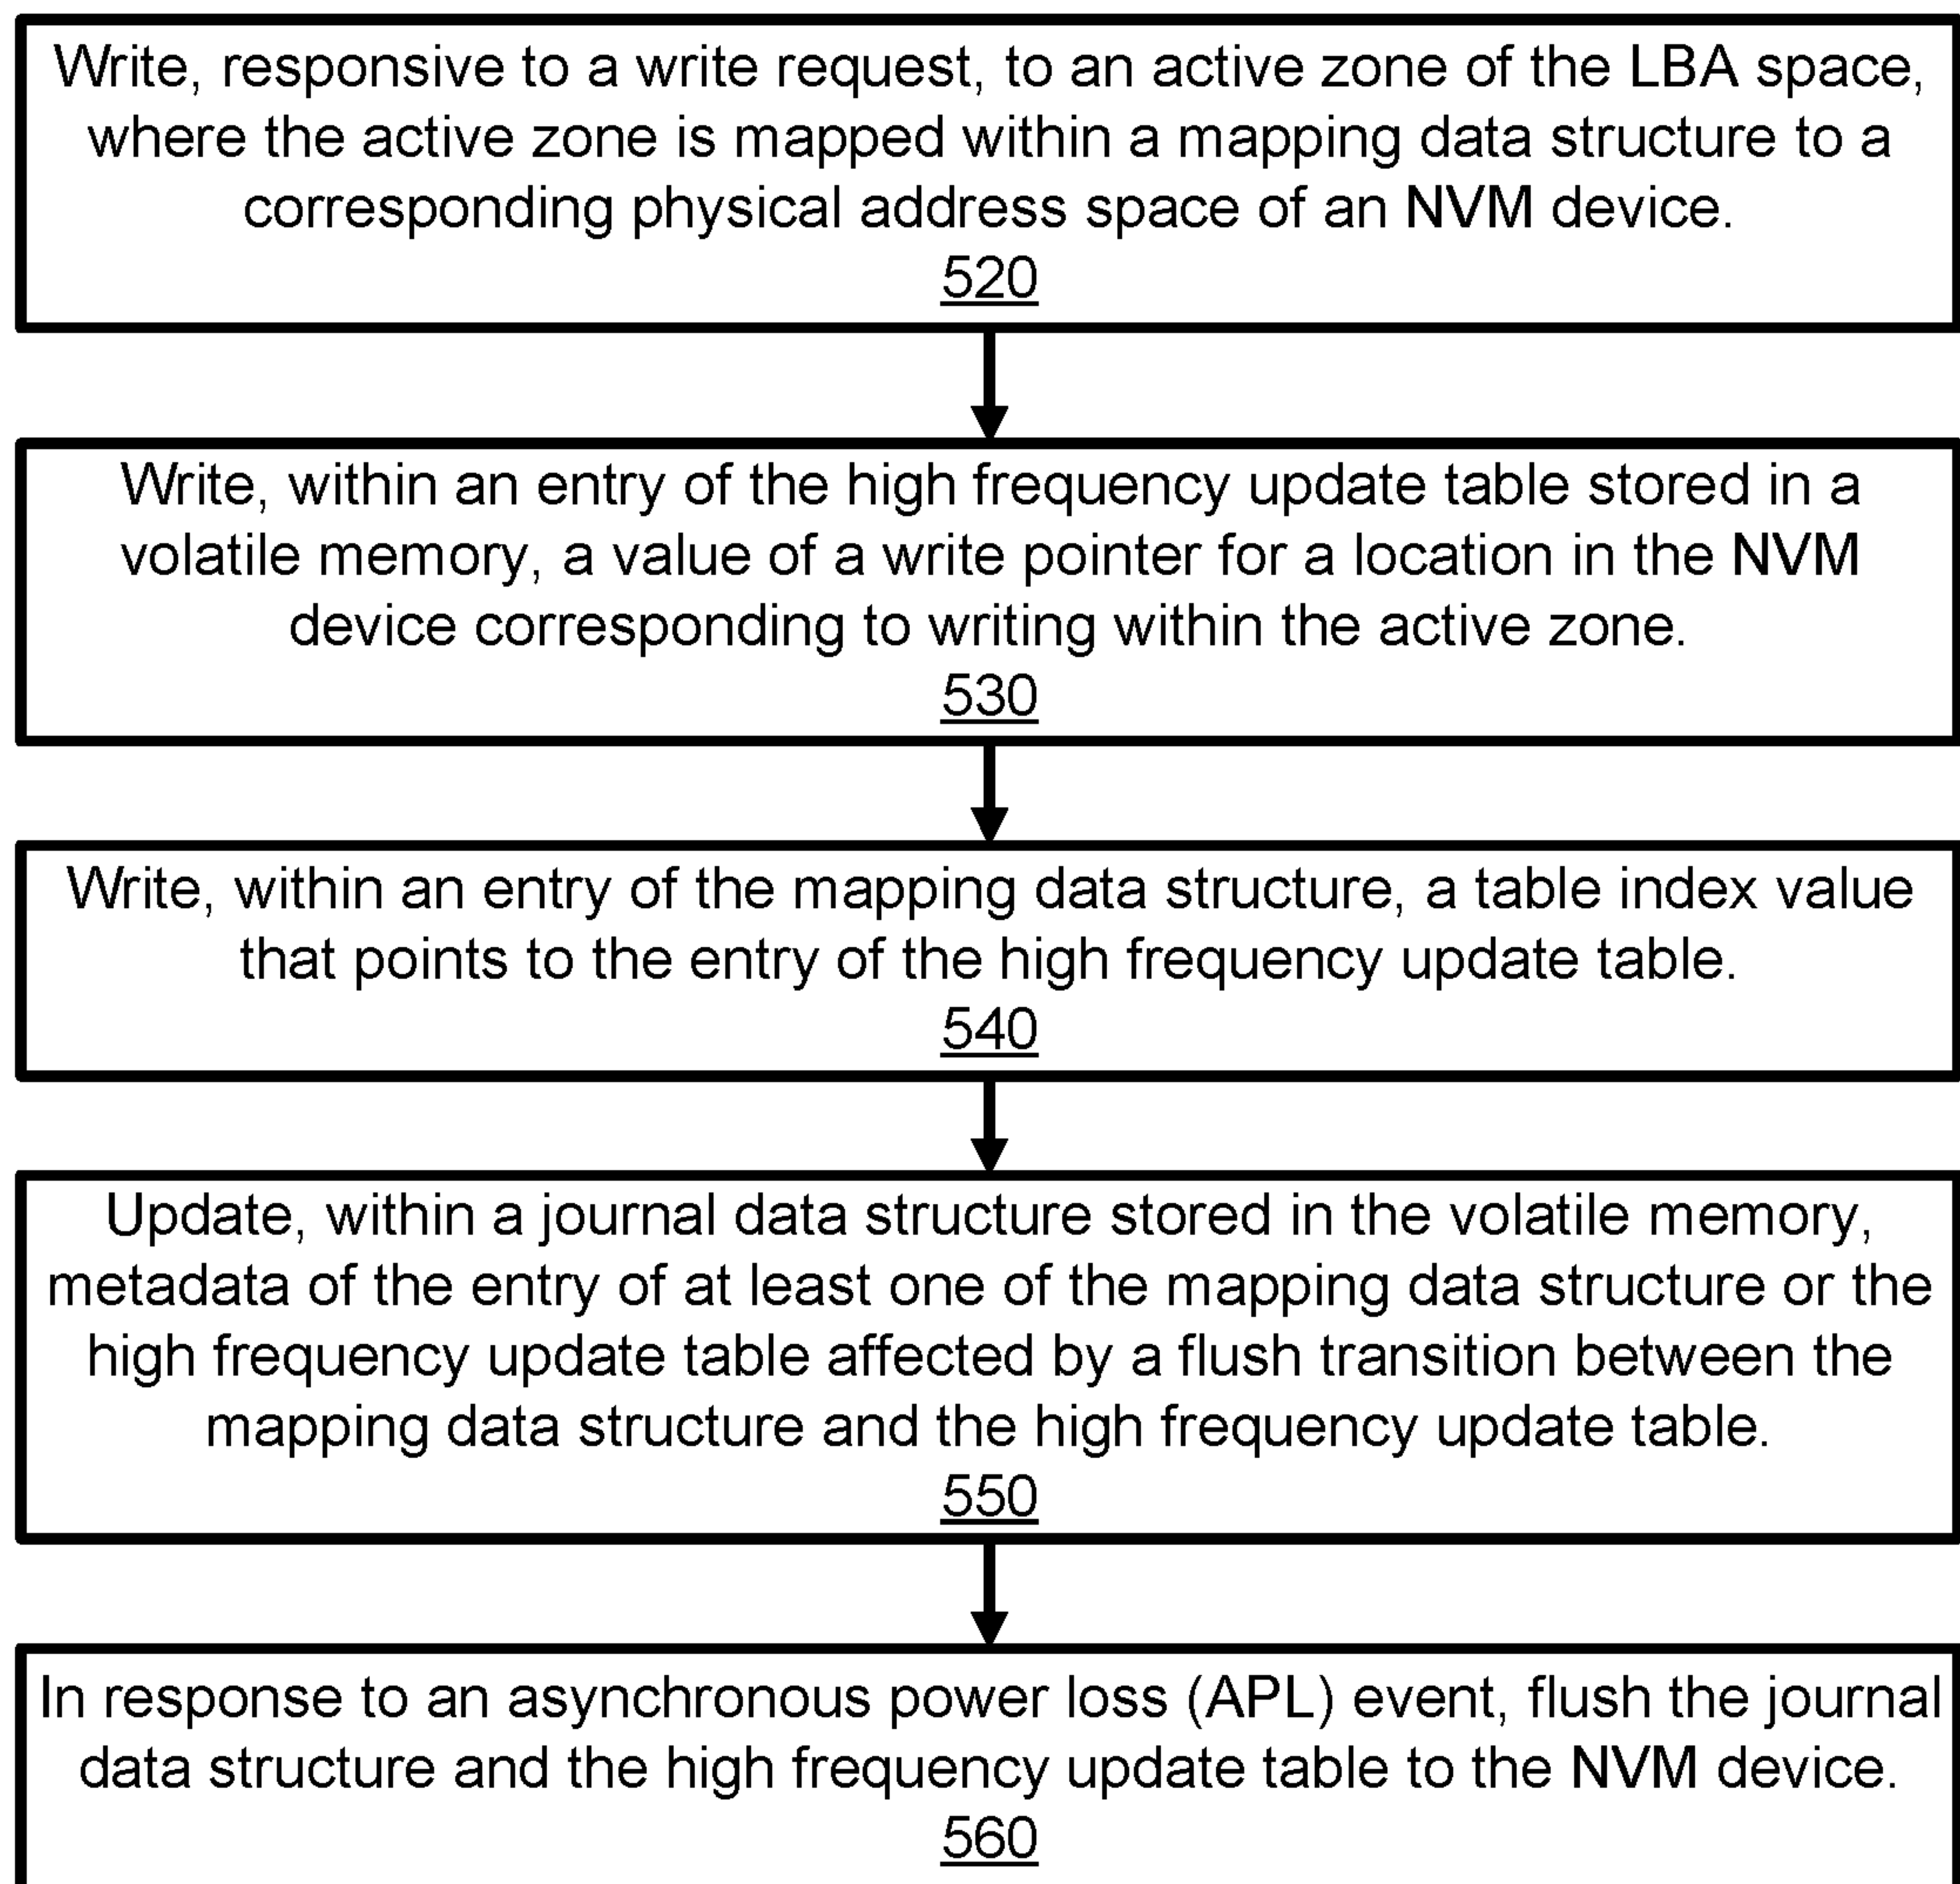 Write, responsive to a write request, to an active zone of the LBA space,
where the active zone is mapped within a mapping data structure to a
corresponding physical address space of an NVM device.
520
Write, within an entry of the high frequency update table stored in a
volatile memory, a value of a write pointer for a location in the NVM
device corresponding to writing within the active zone.
530
Write, within an entry of the mapping data structure, a table index value
that points to the entry of the high frequency update table.
540
Update, within a journal data structure stored in the volatile memory,
metadata of the entry of at least one of the mapping data structure or the
high frequency update table affected by a flush transition between the
mapping data structure and the high frequency update table.
550
In response to an asynchronous power loss (APL) event, flush the journal
data structure and the high frequency update table to the NVM device.
560